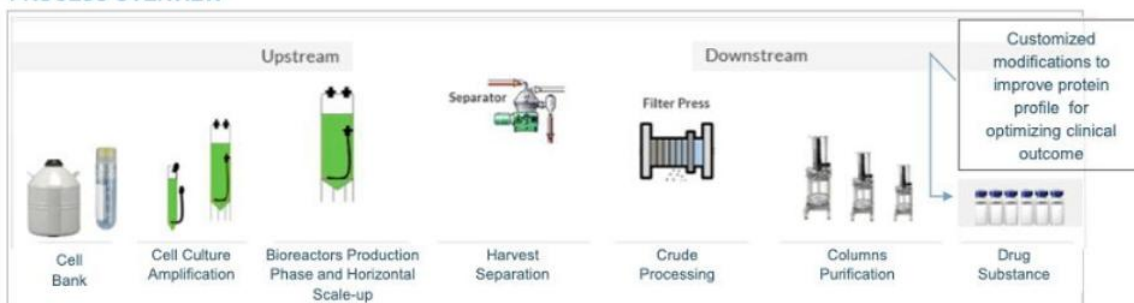 Upstream
Downstream
Customized
modifications to
improve protein
profile for
optimizing clinical
outcome
Separator
Filter Press
Cell
Bank
Cell Culture
Amplification
Bioreactors Production
Phase and Horizontal
Scale-up
Harvest
Separation
Crude
Processing
Columns
Purification
Drug
Substance